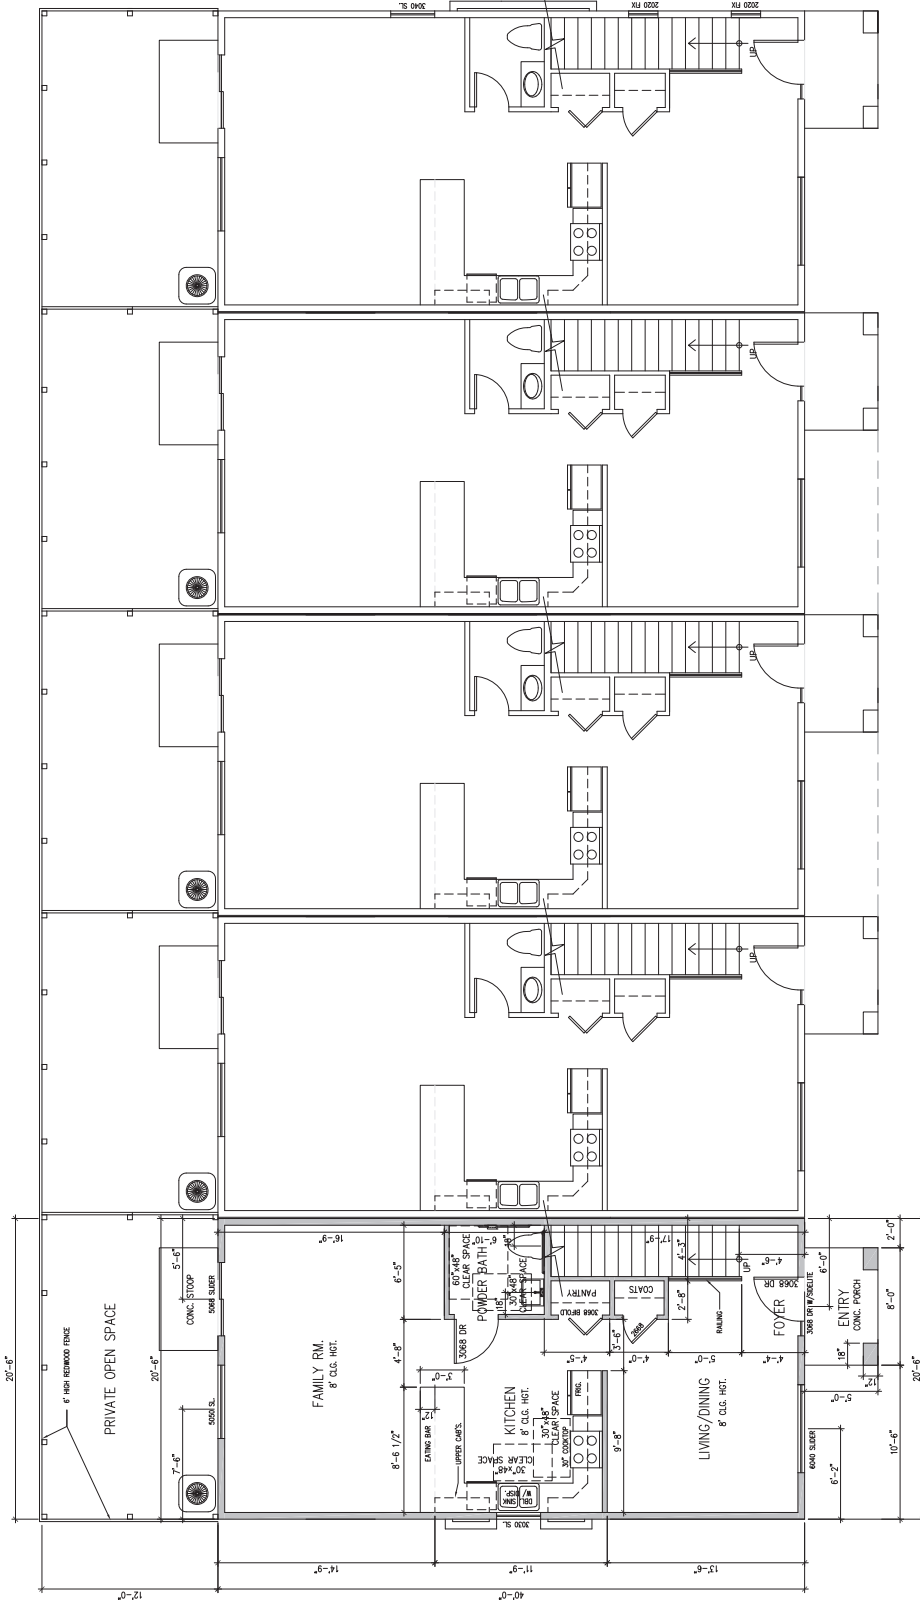 3040 SL.
2020 FIX
2020 FIX
UP
UP
UP
UP
20'-6"
6' HIGH REDWOOD FENCE
PRIVATE OPEN SPACE
20'-6"
5'-6"
CONC. STOOP
5068 SLIDER
7'-6"
5050 SL.
FAMILY RM.
8' CLG. HGT.
16'-9"
6'-5"
4'-8"
8'-6 1/2"
3'-0"
12"
EATING BAR
UPPER CAB'S.
3068 DR
60"x48"
CLEAR SPACE
POWDER BATH
6'-10"
18"
18"
30"x48"
CLEAR SPACE
KITCHEN
8' CLG. HGT.
30"x48"
CLEAR SPACE
30"x48"
CLEAR SPACE
30" COOKTOP
FRIG.
DBL. SINK
W/ DISP.
3030 SL.
PANTRY
3068 BIFOLD
COATS
2668
17'-9"
4'-3"
2'-8"
3'-6"
4'-5"
4'-0"
5'-0"
4'-4"
9'-8"
RAILING
UP
4'-6"
6'-0"
FOYER
3068 DR
3068 DR W/SIDELITE
LIVING/DINING
8' CLG. HGT.
6040 SLIDER
6'-2"
ENTRY
CONC. PORCH
18"
12"
5'-0"
2'-0"
8'-0"
10'-6"
20'-6"
12'-0"
14'-9"
11'-9"
13'-6"
40'-0"